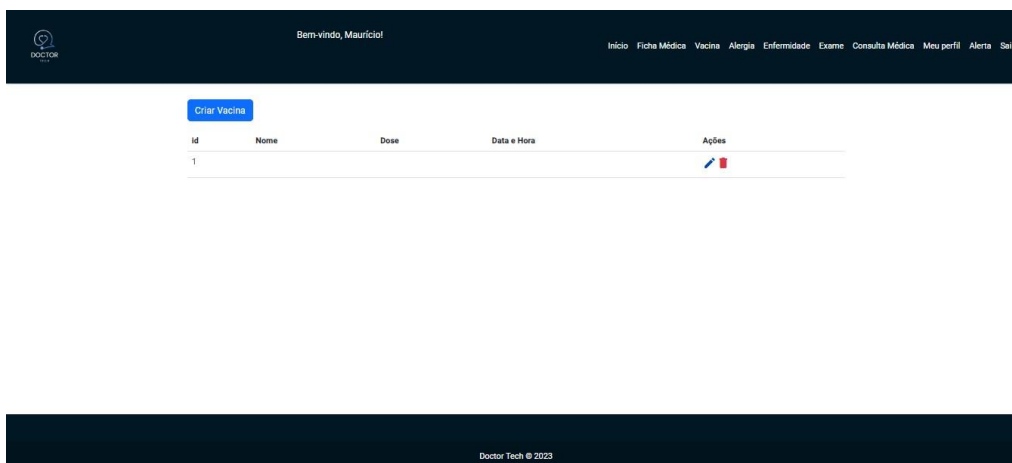 Bem-vindo, Maurício!
DOCTOR
TECH
Início Ficha Médica Vacina Alergia Enfermidade Exame Consulta Médica Meu perfil Alerta Sai
Criar Vacina
Id Nome Dose Data e Hora Ações
1
Doctor Tech © 2023